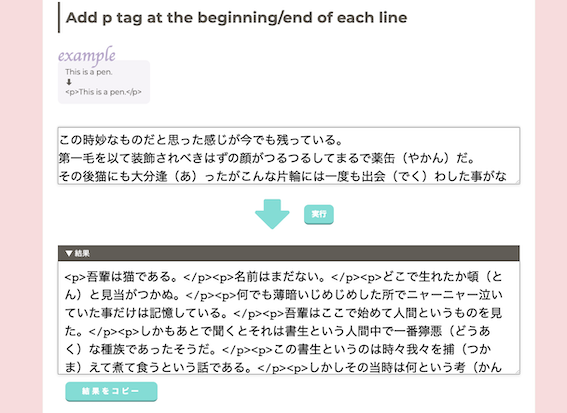 Add p tag at the beginning/end of each line
example
This is a pen.
⬇
<p>This is a pen.</p>
この時妙なものだと思った感じが今でも残っている。
第一毛を以て装飾されべきはずの顔がつるつるしてまるで薬缶（やかん）だ。
その後猫にも大分逢（あ）ったがこんな片輪には一度も出会（でく）わした事がな
実行
▼ 結果
<p>吾輩は猫である。</p><p>名前はまだない。</p><p>どこで生れたか頓（と
ん）と見当がつかぬ。</p><p>何でも薄暗いじめじめした所でニャーニャー泣い
ていた事だけは記憶している。</p><p>吾輩はここで始めて人間というものを見
た。</p><p>しかもあとで聞くとそれは書生という人間中で一番獰悪（どうあ
く）な種族であったそうだ。</p><p>この書生というのは時々我々を捕（つか
ま）えて煮て食うという話である。</p><p>しかしその当時は何という考（かん
結果をコピー